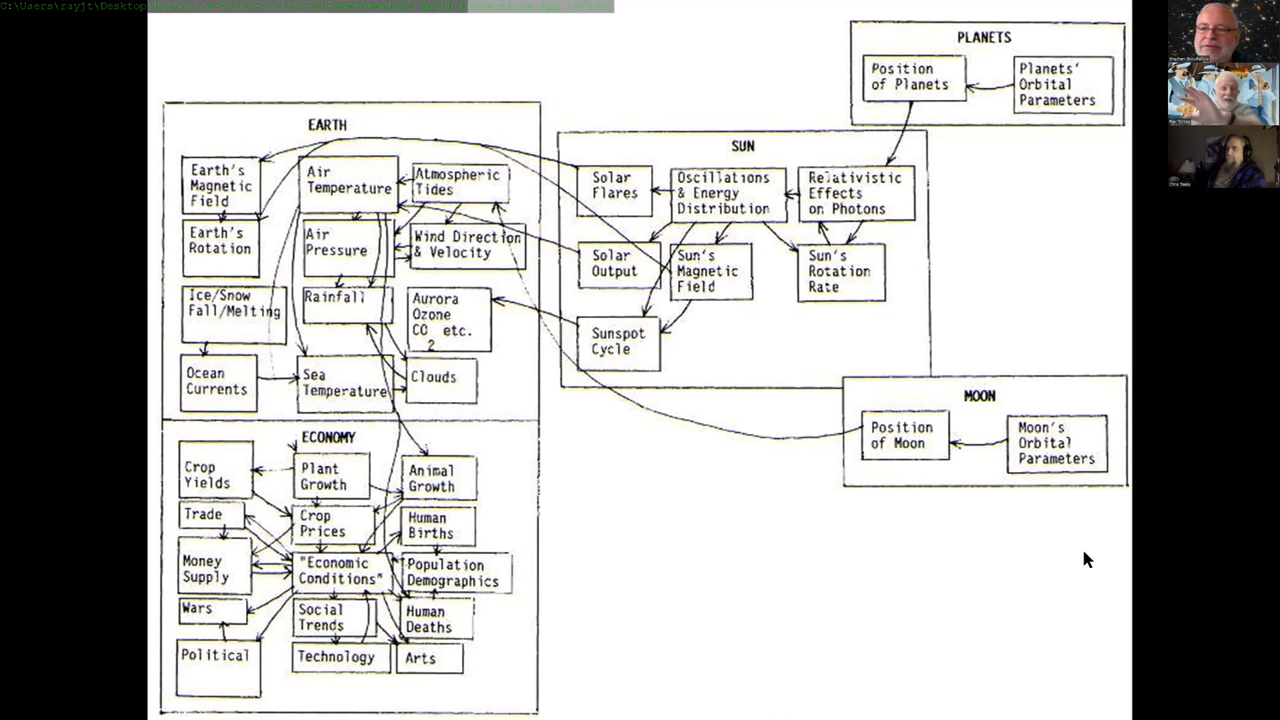 PLANETS
Position
of Planets
Planets'
Orbital
Parameters
EARTH
Earth's
Magnetic
Field
Air
Temperature
Atmospheric
Tides
Earth's
Rotation
Air
Pressure
Wind Direction
& Velocity
Ice/Snow
Fall/Melting
Rainfall
Aurora
Ozone
CO etc.
2
Ocean
Currents
Sea
Temperature
Clouds
SUN
Solar
Flares
Oscillations
& Energy
Distribution
Relativistic
Effects
on Photons
Solar
Output
Sun's
Magnetic
Field
Sun's
Rotation
Rate
Sunspot
Cycle
MOON
Position
of Moon
Moon's
Orbital
Parameters
ECONOMY
Crop
Yields
Plant
Growth
Animal
Growth
Trade
Crop
Prices
Human
Births
Money
Supply
"Economic
Conditions"
Population
Demographics
Wars
Social
Trends
Human
Deaths
Political
Technology
Arts